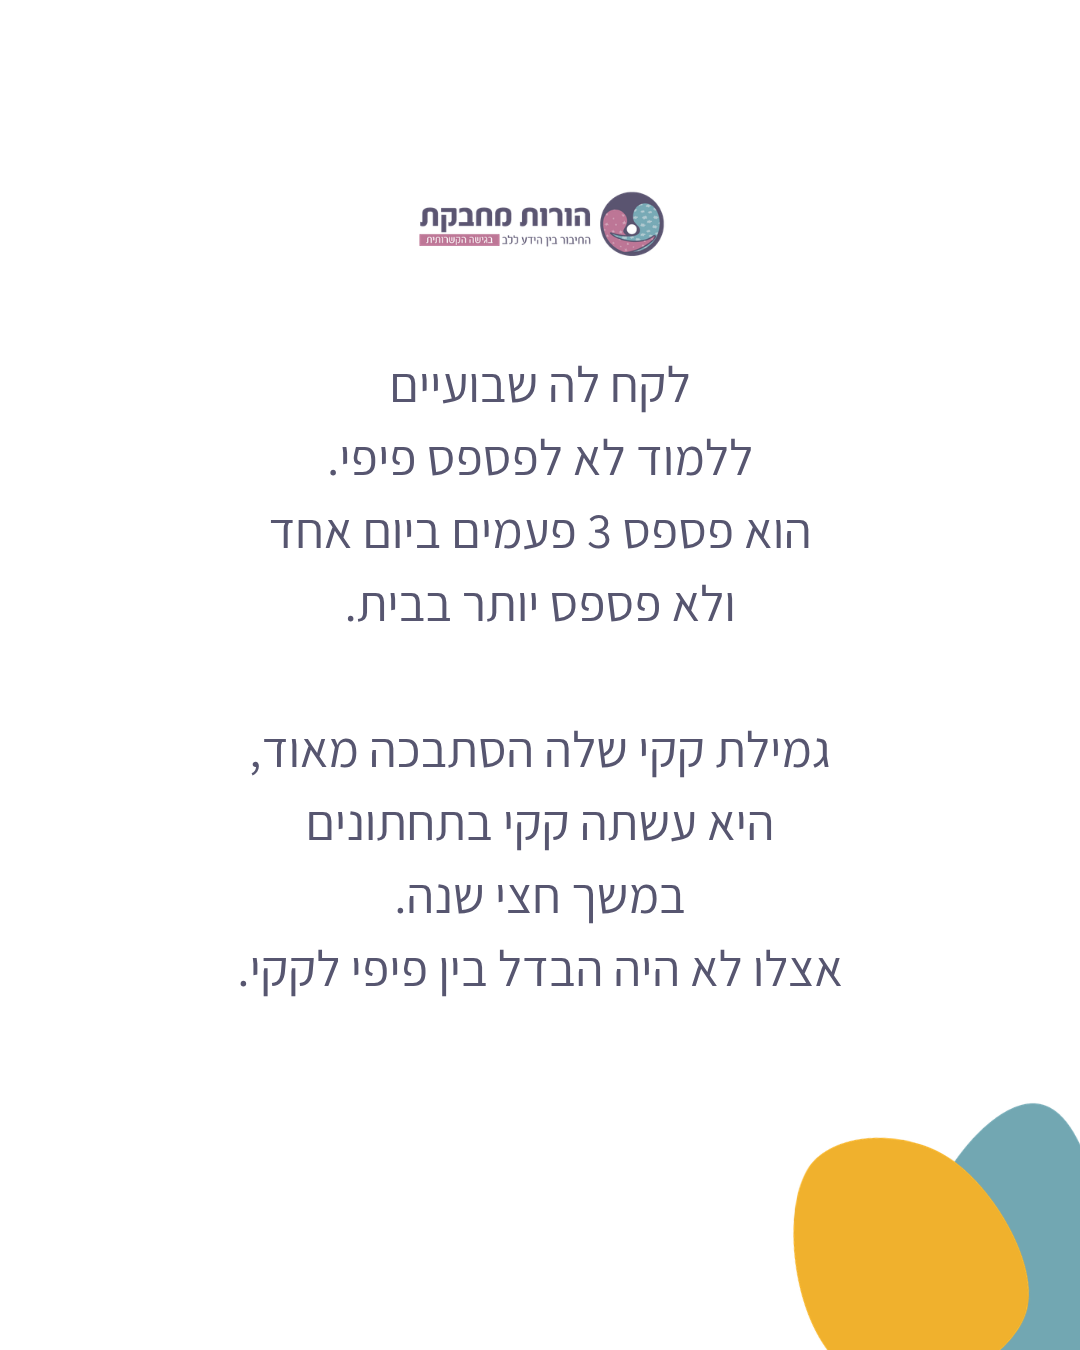 הורות מחבקת
החיבור בין הידע ללב בגישה הקשרותית
לקח לה שבועיים
ללמוד לא לפספס פיפי.
הוא פספס 3 פעמים ביום אחד
ולא פספס יותר בבית.
גמילת קקי שלה הסתבכה מאוד,
היא עשתה קקי בתחתונים
במשך חצי שנה.
אצלו לא היה הבדל בין פיפי לקקי.